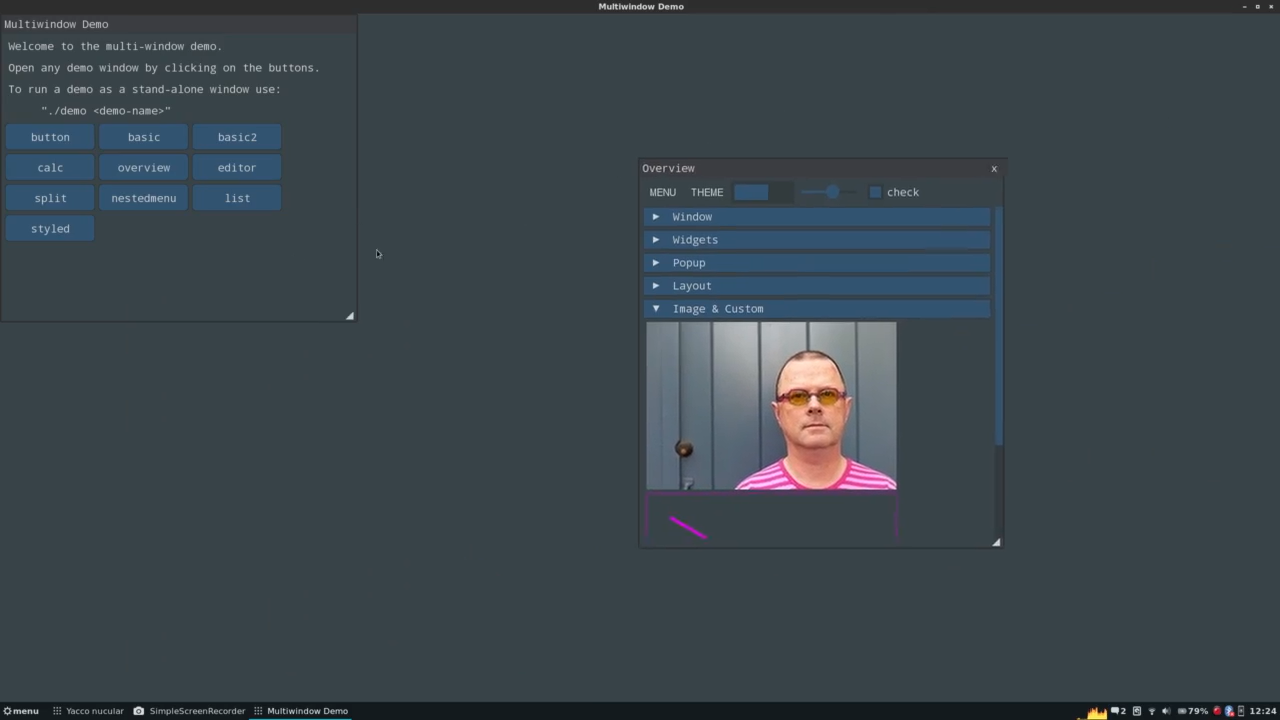 Multiwindow Demo
Multiwindow Demo
Welcome to the multi-window demo.
Open any demo window by clicking on the buttons.
To run a demo as a stand-alone window use:
"./demo <demo-name>"
button basic basic2
calc overview editor
split nestedmenu list
styled
Overview x
MENU THEME check
Window
Widgets
Popup
Layout
Image & Custom
menu Yacco nucular SimpleScreenRecorder Multiwindow Demo 2 79% 12:24